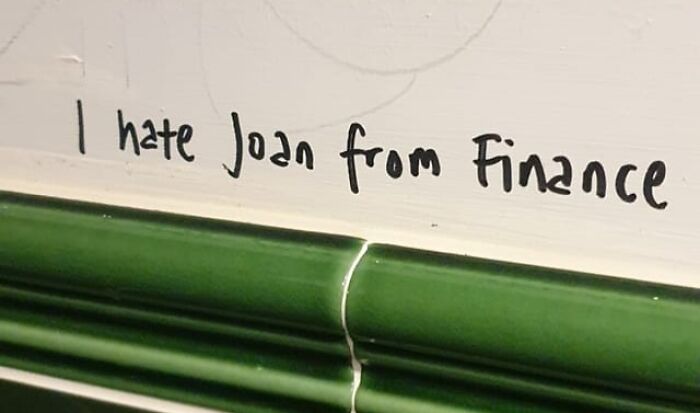 I hate Joan from Finance